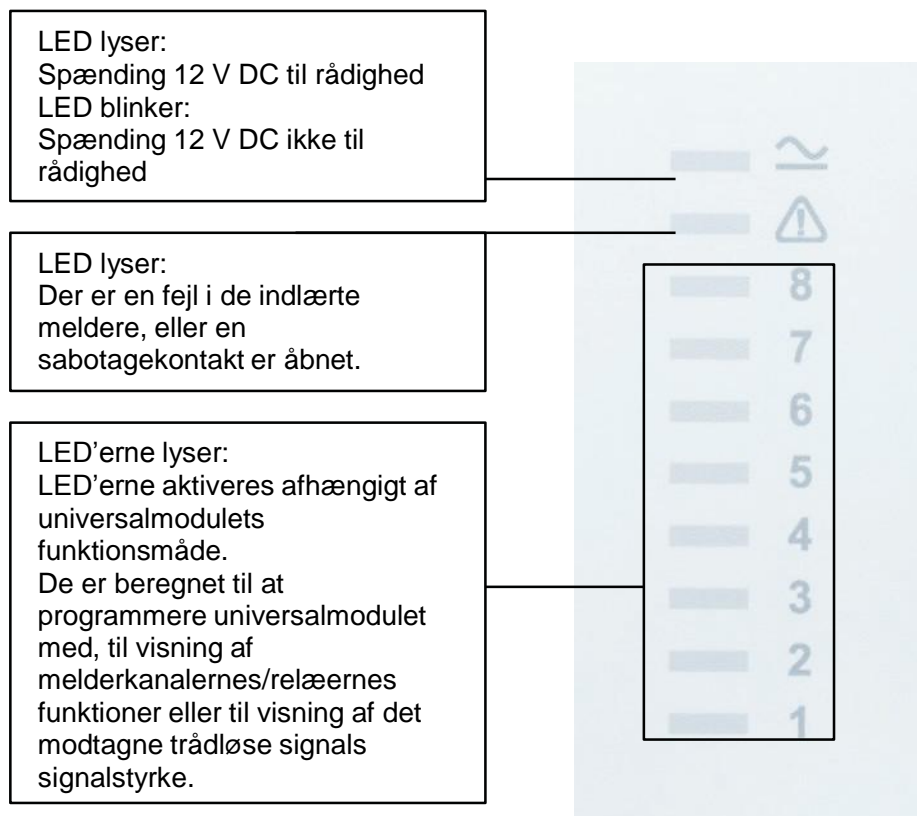 LED lyser:
Spænding 12 V DC til rådighed
LED blinker:
Spænding 12 V DC ikke til
rådighed
LED lyser:
Der er en fejl i de indlærte
meldere, eller en
sabotagekontakt er åbnet.
LED’erne lyser:
LED’erne aktiveres afhængigt af
universalmodulets
funktionsmåde.
De er beregnet til at
programmere universalmodulet
med, til visning af
melderkanalernes/relæernes
funktioner eller til visning af det
modtagne trådløse signals
signalstyrke.
8
7
6
5
4
3
2
1